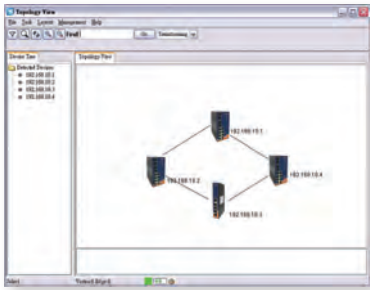 Topology View
File Task Layout Management Help
Find
Go
Transforming
Device Tree
Detected Devices
192.168.10.1
192.168.10.2
192.168.10.3
192.168.10.4
Topology View
192.168.10.1
192.168.10.2
192.168.10.4
192.168.10.3